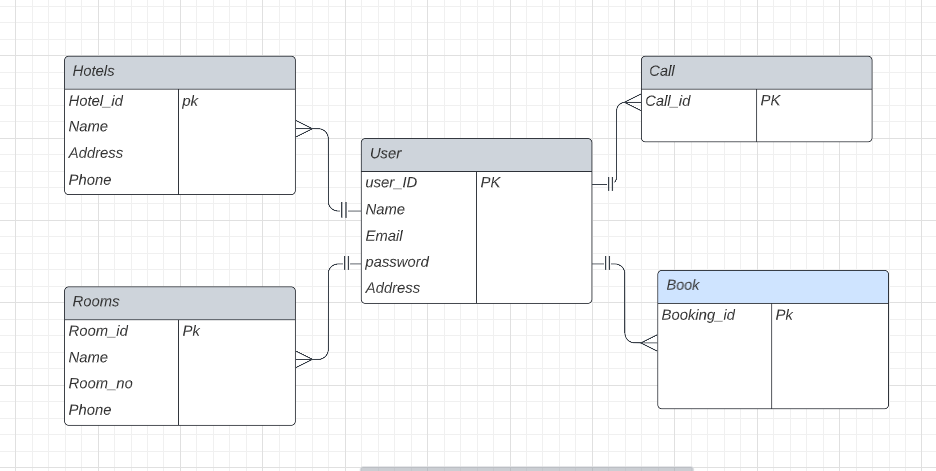 Hotels
Hotel_id pk
Name
Address
Phone
Call
Call_id PK
User
user_ID PK
Name
Email
password
Address
Rooms
Room_id Pk
Name
Room_no
Phone
Book
Booking_id Pk